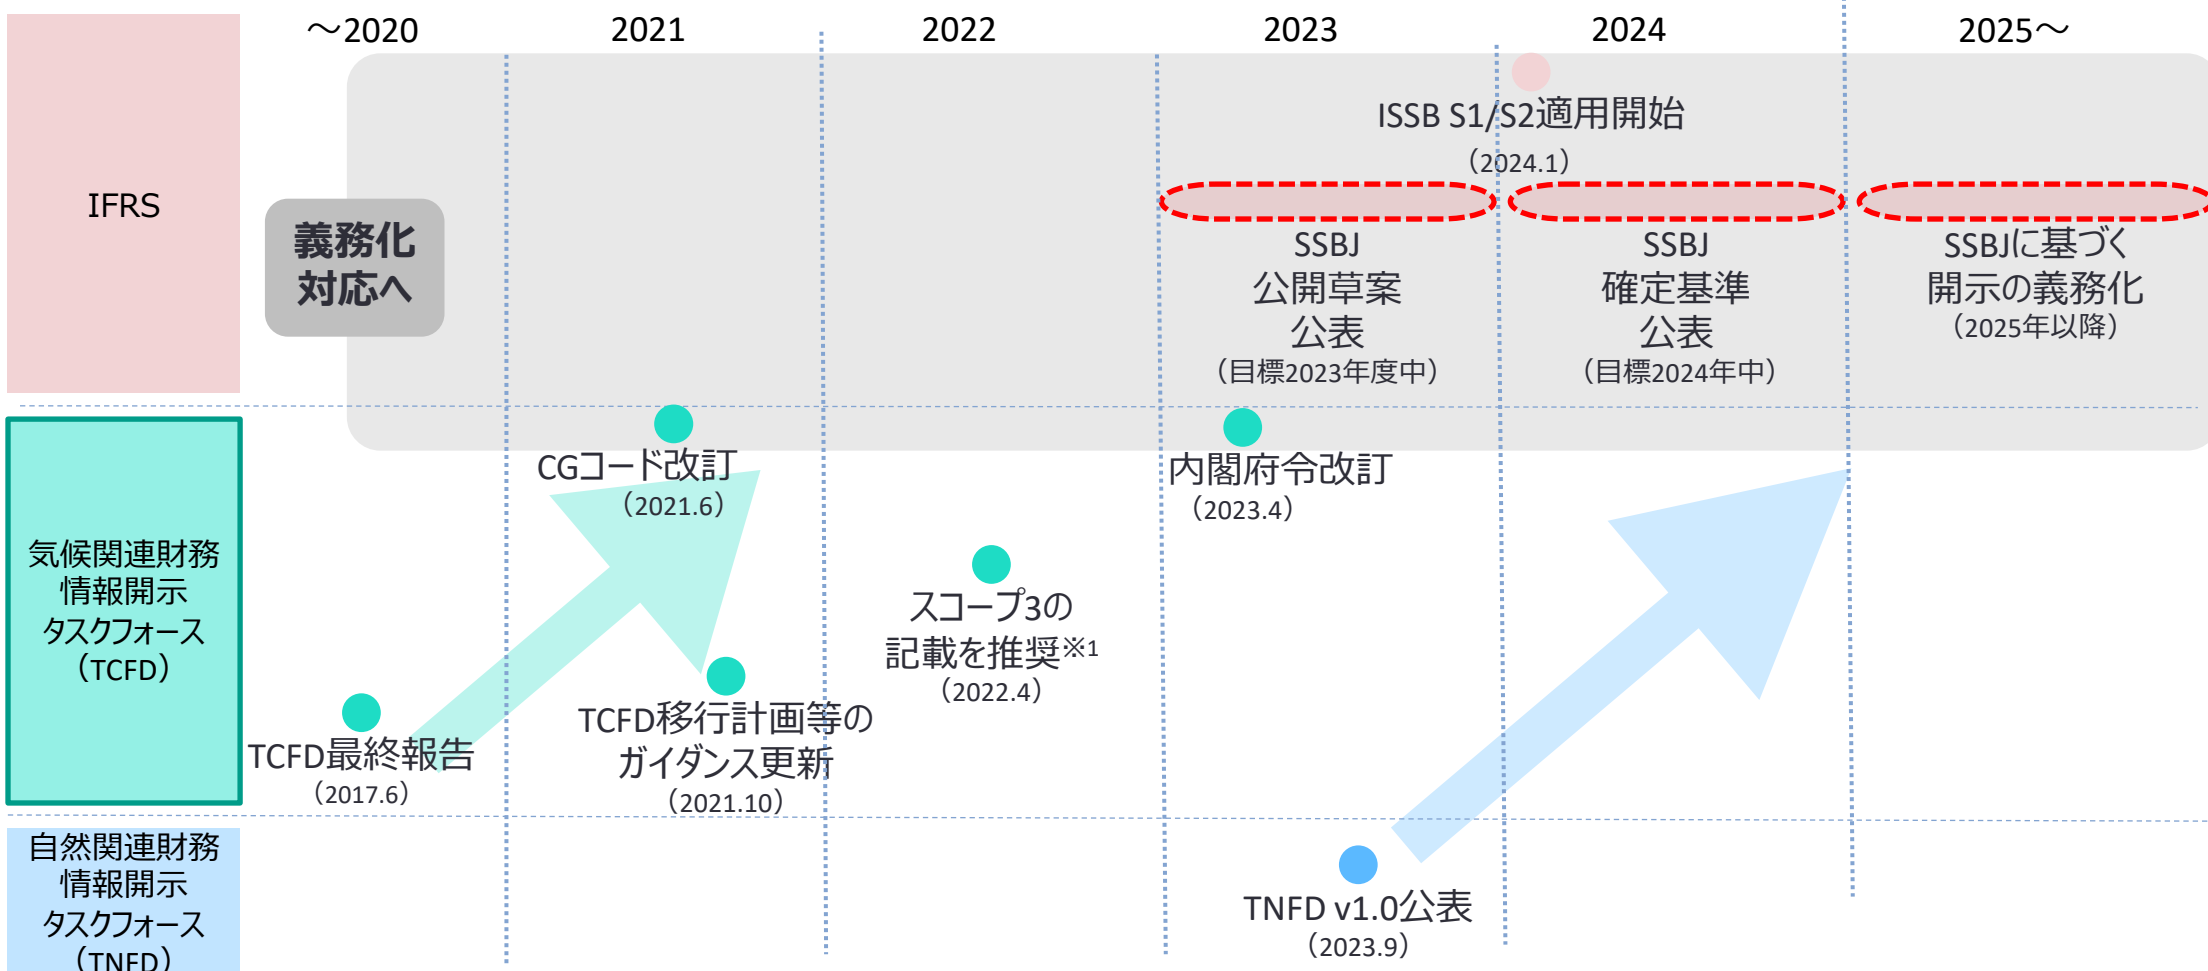 ～2020
2021
2022
2023
2024
2025～
IFRS
義務化
対応へ
ISSB S1/S2適用開始
（2024.1）
SSBJ
公開草案
公表
（目標2023年度中）
SSBJ
確定基準
公表
（目標2024年中）
SSBJに基づく
開示の義務化
（2025年以降）
気候関連財務
情報開示
タスクフォース
（TCFD）
CGコード改訂
（2021.6）
内閣府令改訂
（2023.4）
スコープ3の
記載を推奨※1
（2022.4）
TCFD最終報告
（2017.6）
TCFD移行計画等の
ガイダンス更新
（2021.10）
自然関連財務
情報開示
タスクフォース
（TNFD）
TNFD v1.0公表
（2023.9）